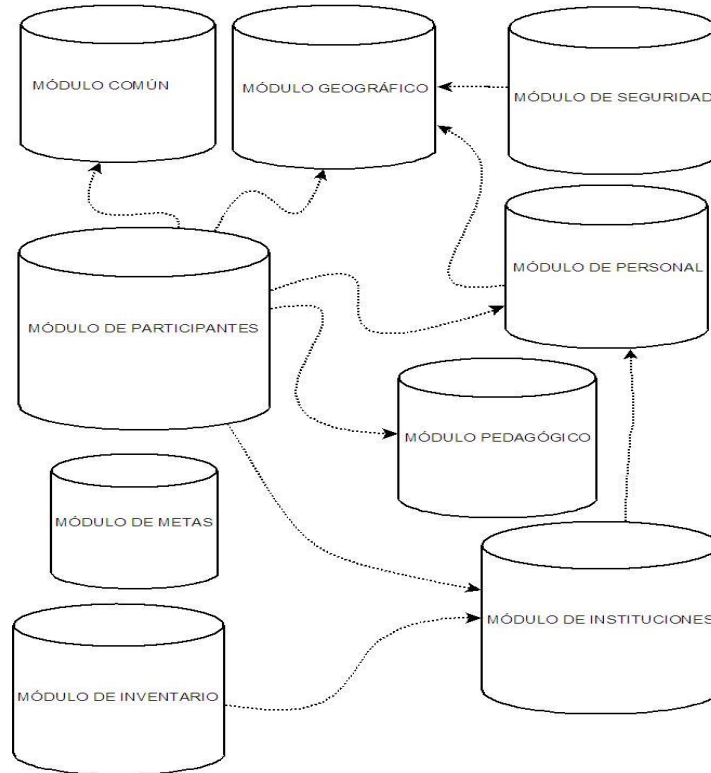 MÓDULO COMÚN
MÓDULO GEOGRÁFICO
MÓDULO DE SEGURIDAD
MÓDULO DE PERSONAL
MÓDULO DE PARTICIPANTES
MÓDULO PEDAGÓGICO
MÓDULO DE METAS
MÓDULO DE INSTITUCIONES
MÓDULO DE INVENTARIO